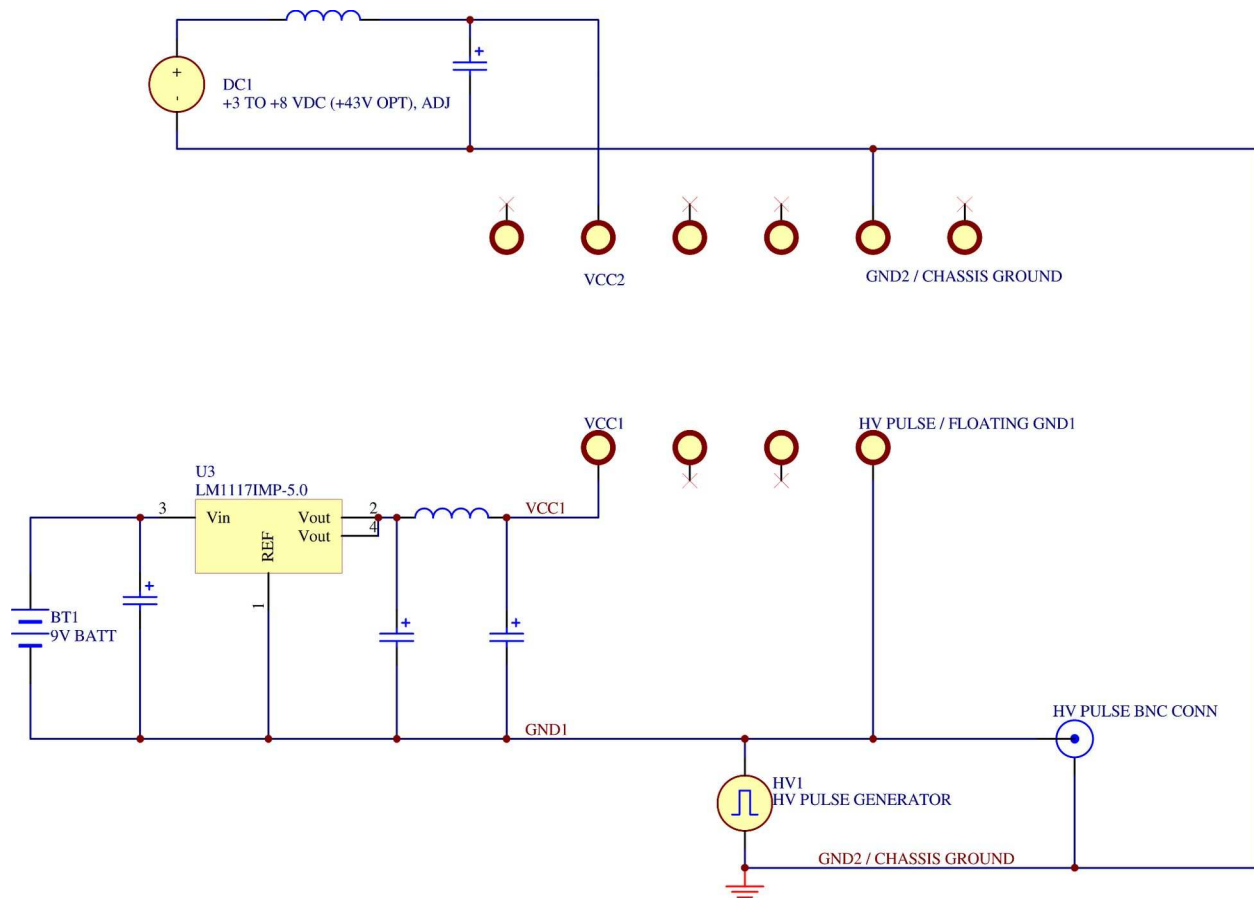 +
+
-
DC1
+3 TO +8 VDC (+43V OPT), ADJ
VCC2
GND2 / CHASSIS GROUND
VCC1
HV PULSE / FLOATING GND1
U3
LM1117IMP-5.0
3
Vin
Vout
2
Vout
4
REF
1
VCC1
+
+
+
BT1
9V BATT
GND1
HV PULSE BNC CONN
HV1
HV PULSE GENERATOR
GND2 / CHASSIS GROUND